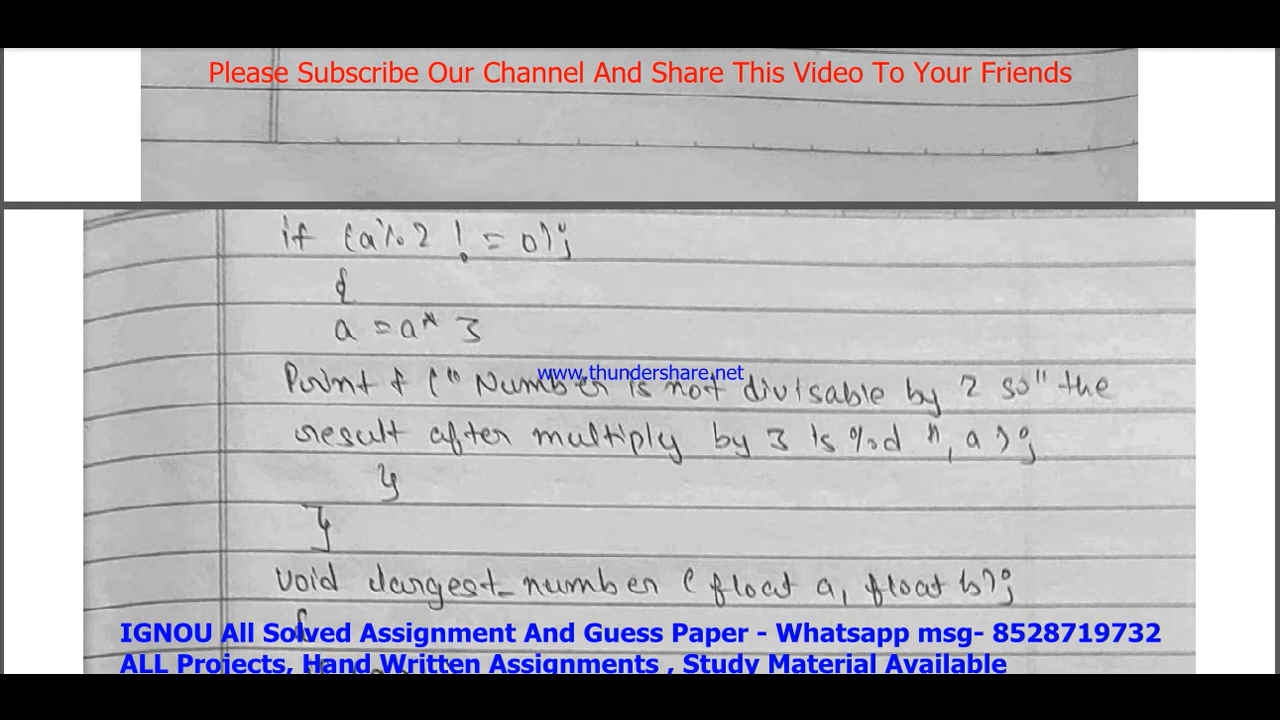 Please Subscribe Our Channel And Share This Video To Your Friends
if (a%2 != 0);
{
a = a* 3
Printf (" Number is not divisable by 2 so" the
www.thundershare.net
result after multiply by 3 is %d ", a);
}
}
void largest_number (float a, float b);
{
IGNOU All Solved Assignment And Guess Paper - Whatsapp msg- 8528719732
ALL Projects, Hand Written Assignments , Study Material Available